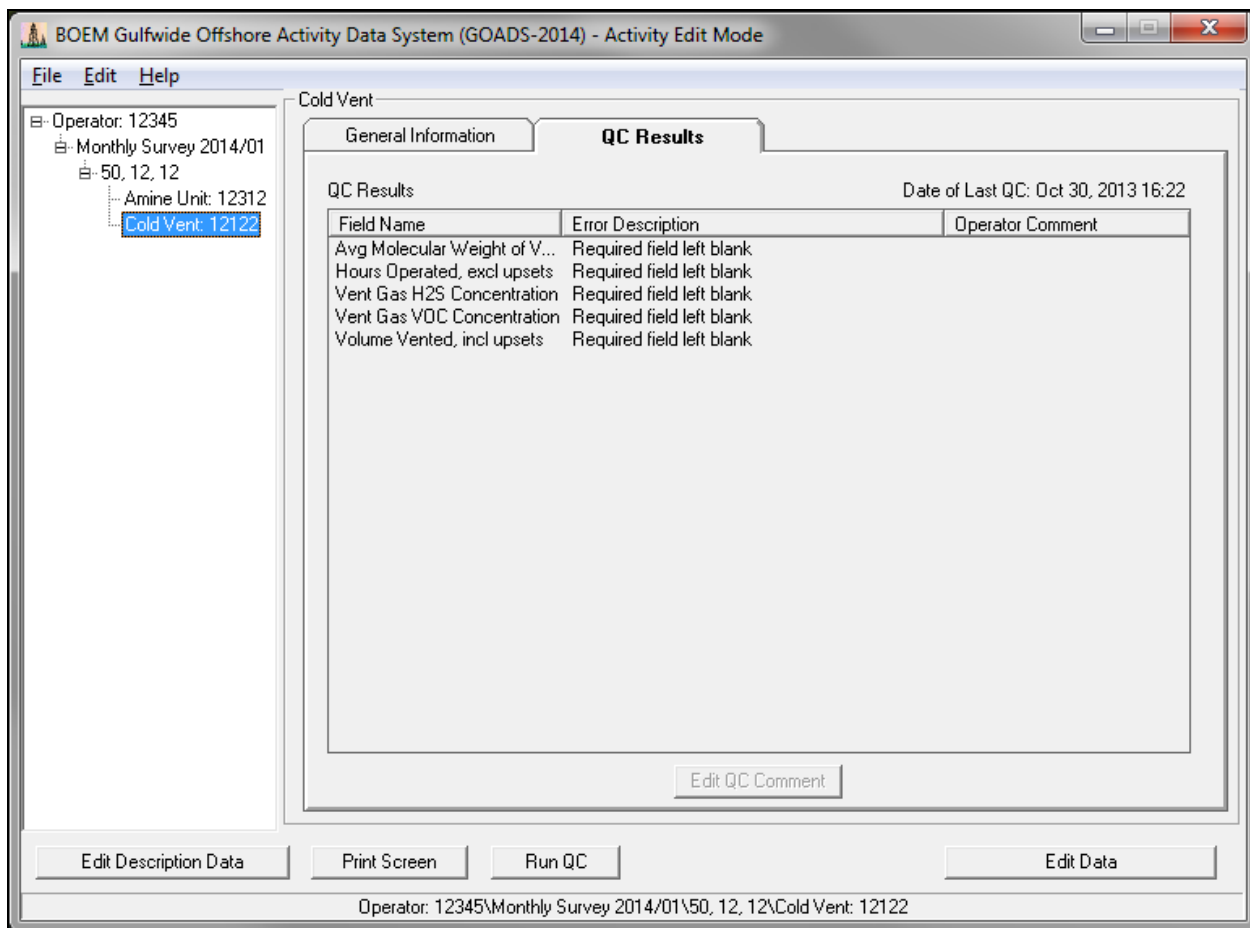 BOEM Gulfwide Offshore Activity Data System (GOADS-2014) - Activity Edit Mode
File Edit Help
Operator: 12345
Monthly Survey 2014/01
50, 12, 12
Amine Unit: 12312
Cold Vent: 12122
Cold Vent
General Information QC Results
QC Results Date of Last QC: Oct 30, 2013 16:22
Field Name Error Description Operator Comment
Avg Molecular Weight of V... Required field left blank
Hours Operated, excl upsets Required field left blank
Vent Gas H2S Concentration Required field left blank
Vent Gas VOC Concentration Required field left blank
Volume Vented, incl upsets Required field left blank
Edit QC Comment
Edit Description Data Print Screen Run QC Edit Data
Operator: 12345\Monthly Survey 2014/01\50, 12, 12\Cold Vent: 12122